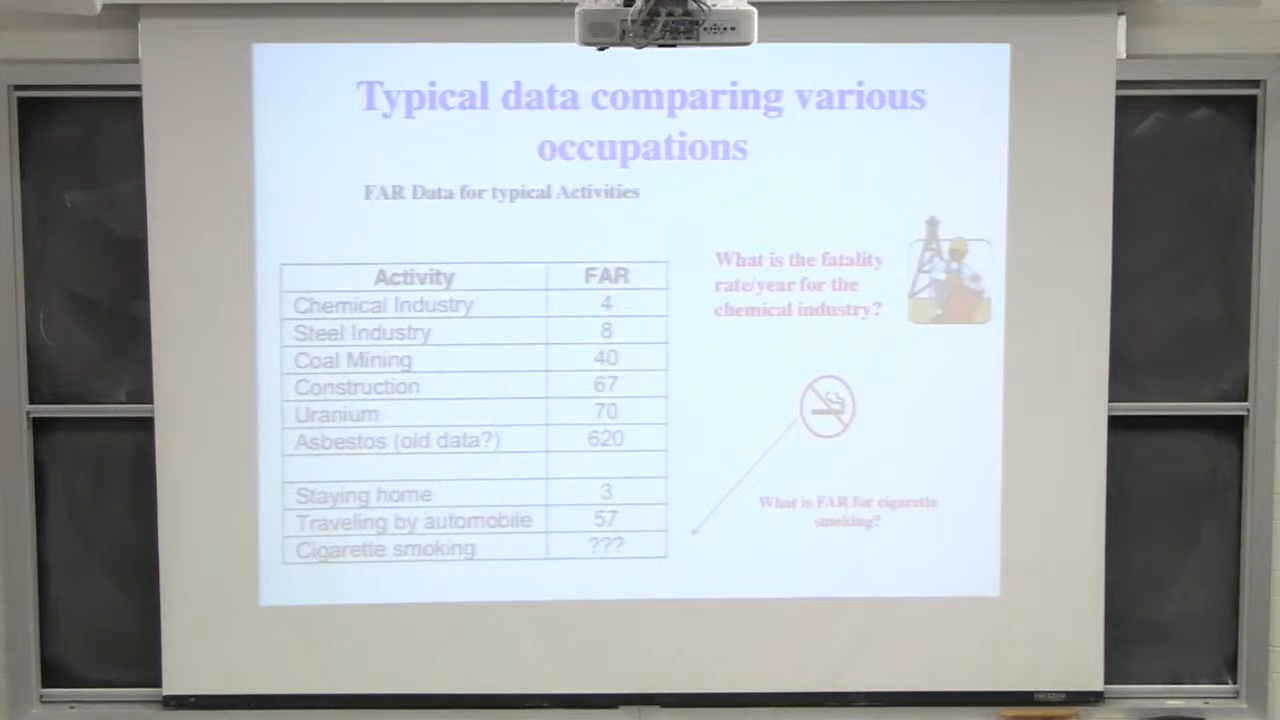 Typical data comparing various
occupations
FAR Data for typical Activities
Activity FAR
Chemical Industry 4
Steel Industry 8
Coal Mining 40
Construction 67
Uranium 70
Asbestos (old data?) 620
Staying home 3
Traveling by automobile 57
Cigarette smoking ???
What is the fatality
rate/year for the
chemical industry?
What is FAR for cigarette
smoking?